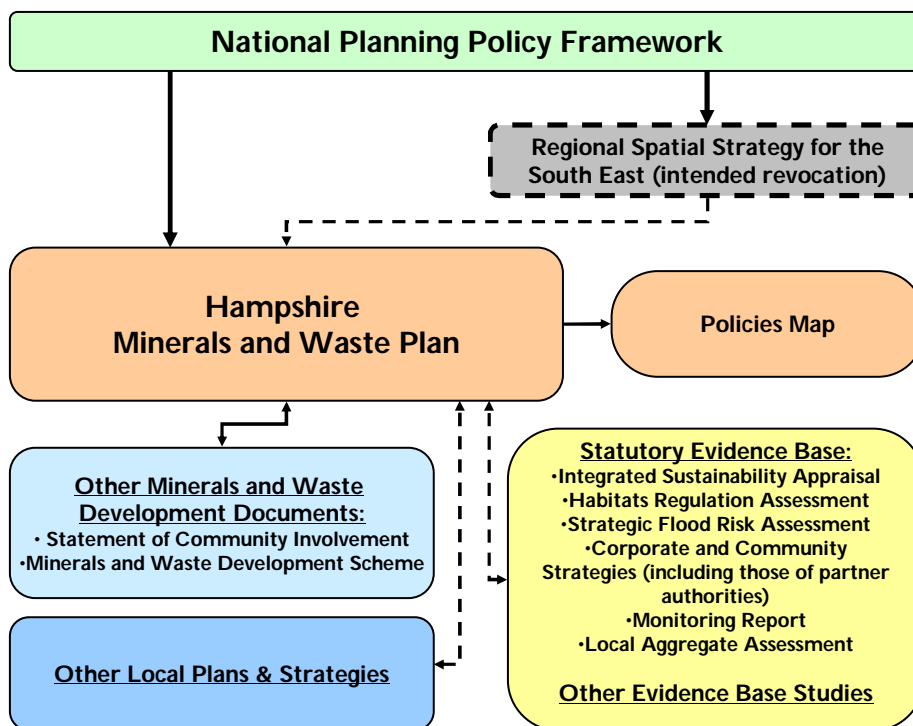 National Planning Policy Framework
Regional Spatial Strategy for the
South East (intended revocation)
Hampshire
Minerals and Waste Plan
Policies Map
Other Minerals and Waste
Development Documents:
• Statement of Community Involvement
•Minerals and Waste Development Scheme
Other Local Plans & Strategies
Statutory Evidence Base:
•Integrated Sustainability Appraisal
•Habitats Regulation Assessment
•Strategic Flood Risk Assessment
•Corporate and Community
Strategies (including those of partner
authorities)
•Monitoring Report
•Local Aggregate Assessment
Other Evidence Base Studies